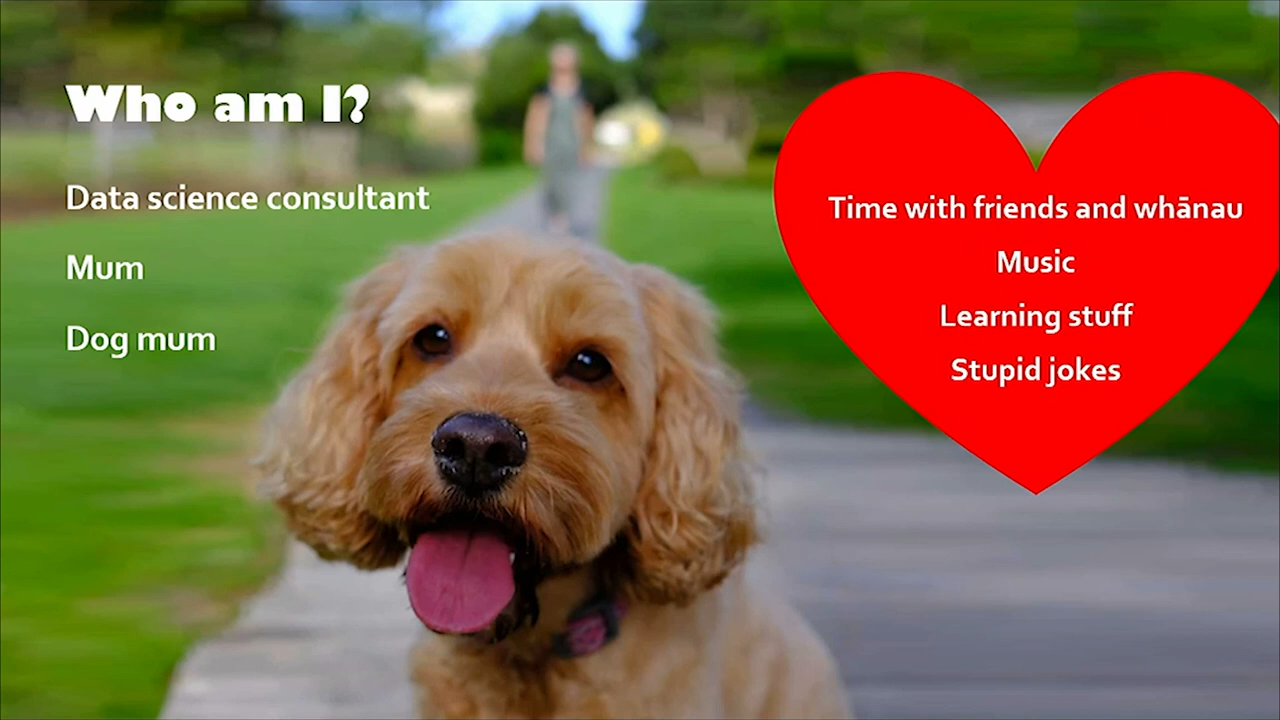 Who am I?
Data science consultant
Mum
Dog mum
Time with friends and whānau
Music
Learning stuff
Stupid jokes